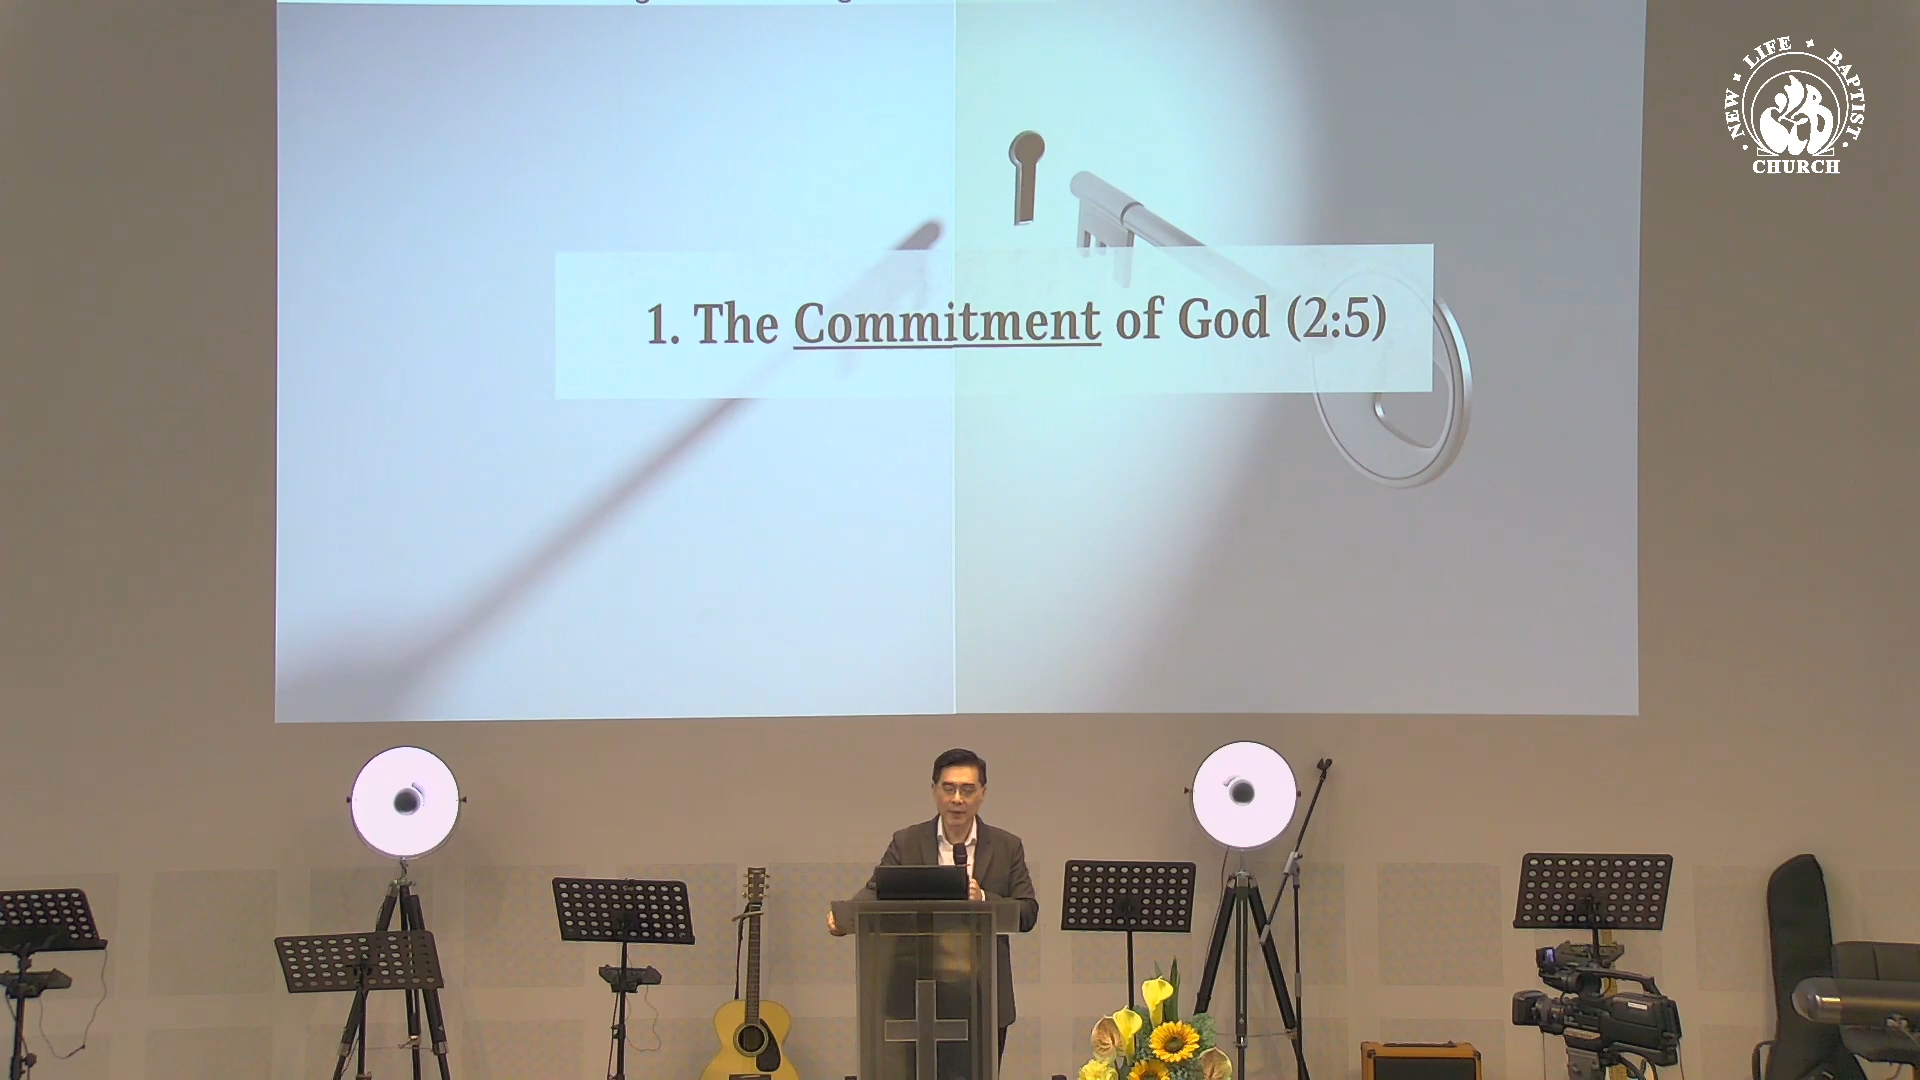 1. The Commitment of God (2:5)
NEW • LIFE • BAPTIST
CHURCH